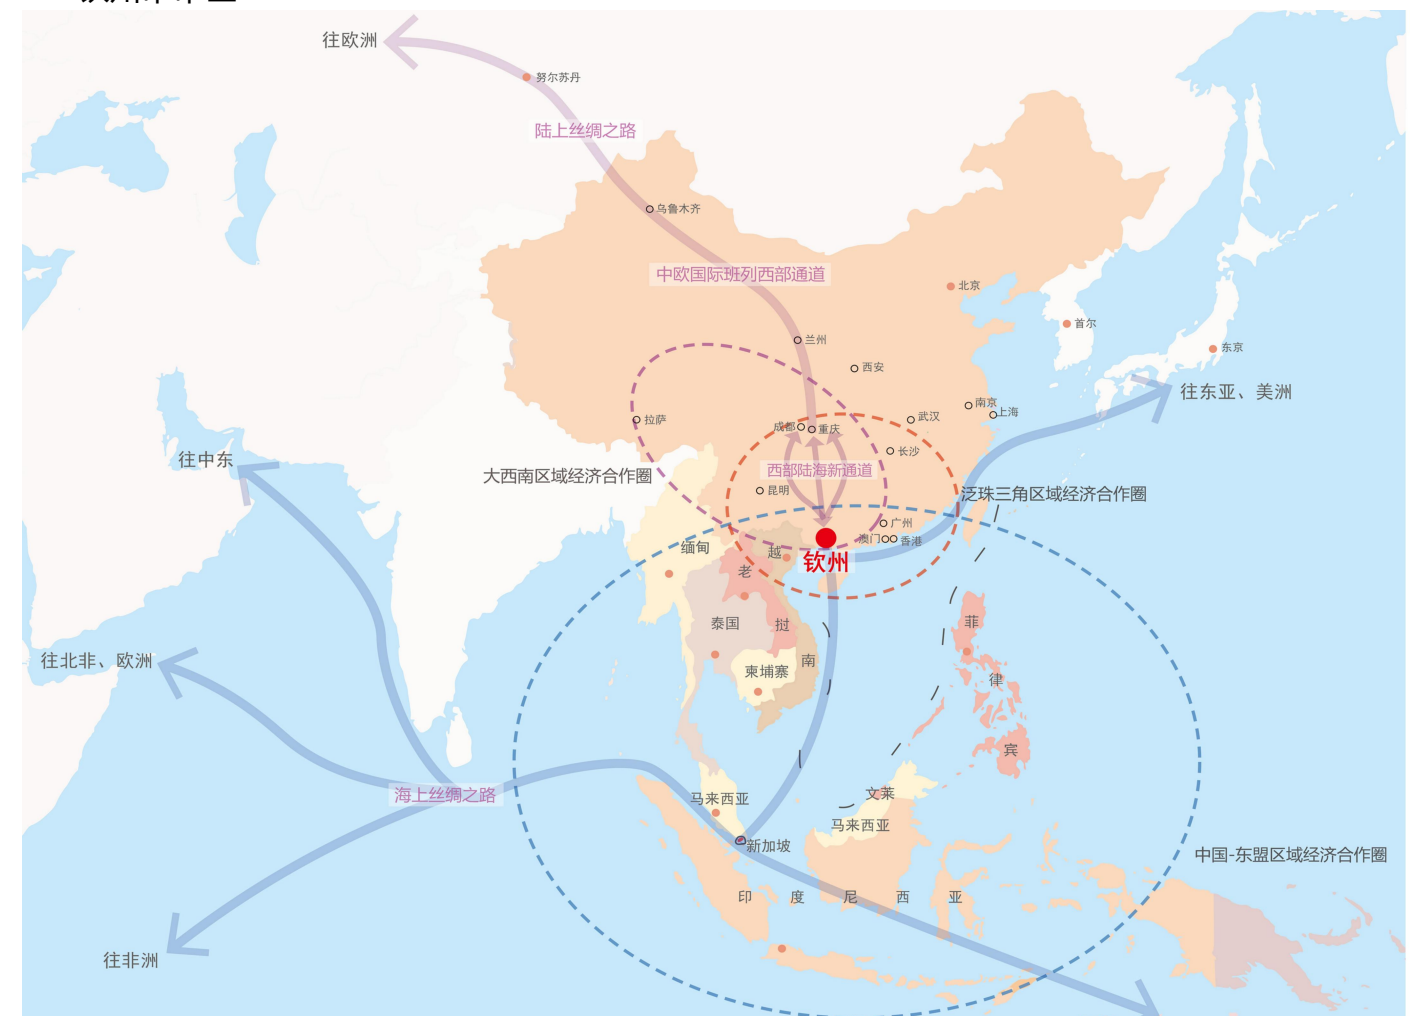 往欧洲
努尔苏丹
陆上丝绸之路
乌鲁木齐
中欧国际班列西部通道
北京
首尔
兰州
东京
西安
往东亚、美洲
南京
上海
拉萨
武汉
成都
重庆
长沙
往中东
西部陆海新通道
大西南区域经济合作圈
昆明
泛珠三角区域经济合作圈
广州
澳门
香港
缅甸
越
钦州
老
泰国
挝
菲
往北非、欧洲
南
柬埔寨
律
宾
海上丝绸之路
马来西亚
文莱
马来西亚
新加坡
中国-东盟区域经济合作圈
印度尼西亚
往非洲